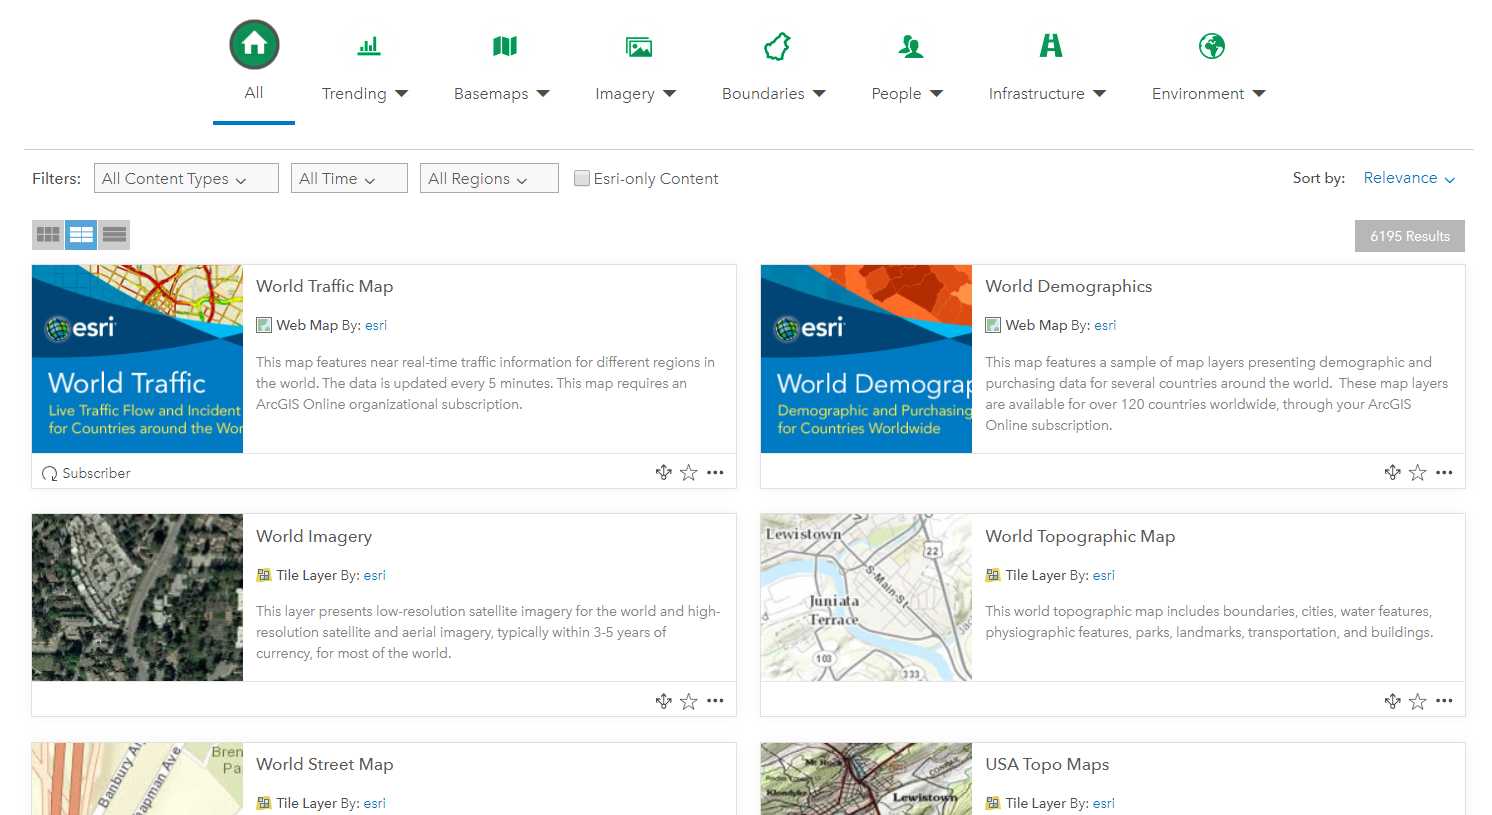 All
Trending
Basemaps
Imagery
Boundaries
People
Infrastructure
Environment
Filters: All Content Types All Time All Regions Esri-only Content Sort by: Relevance
6195 Results
esri
World Traffic
Live Traffic Flow and Incident
for Countries around the Wor
World Traffic Map
Web Map By: esri
This map features near real-time traffic information for different regions in
the world. The data is updated every 5 minutes. This map requires an
ArcGIS Online organizational subscription.
Subscriber
esri
World Demograp
Demographic and Purchasing
for Countries Worldwide
World Demographics
Web Map By: esri
This map features a sample of map layers presenting demographic and
purchasing data for several countries around the world.  These map layers
are available for over 120 countries worldwide, through your ArcGIS
Online subscription.
World Imagery
Tile Layer By: esri
This layer presents low-resolution satellite imagery for the world and high-
resolution satellite and aerial imagery, typically within 3-5 years of
currency, for most of the world.
Lewistown
22
S-Main-St
Juniata
Terrace
103
333
World Topographic Map
Tile Layer By: esri
This world topographic map includes boundaries, cities, water features,
physiographic features, parks, landmarks, transportation, and buildings.
Banbury A
apman Ave
Bren
Pa
World Street Map
Tile Layer By: esri
Lewistown
USA Topo Maps
Tile Layer By: esri